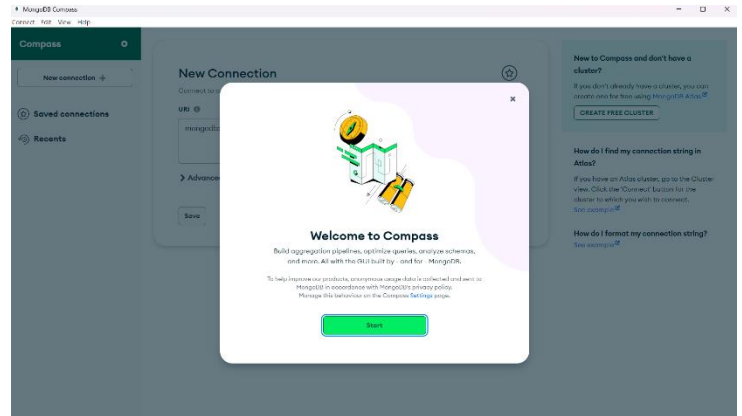 MongoDB Compass
Connect Edit View Help
Compass
New connection +
Saved connections
Recents
New Connection
Connect to a
URI
mongodb:
Advanced
Save
Welcome to Compass
Build aggregation pipelines, optimize queries, analyze schemas,
and more. All with the GUI built by - and for - MongoDB.
To help improve our products, anonymous usage data is collected and sent to
MongoDB in accordance with MongoDB's privacy policy.
Manage this behaviour on the Compass Settings page.
Start
New to Compass and don't have a
cluster?
If you don't already have a cluster, you can
create one for free using MongoDB Atlas
CREATE FREE CLUSTER
How do I find my connection string in
Atlas?
If you have an Atlas cluster, go to the Cluster
view. Click the 'Connect' button for the
cluster to which you wish to connect.
See example
How do I format my connection string?
See example